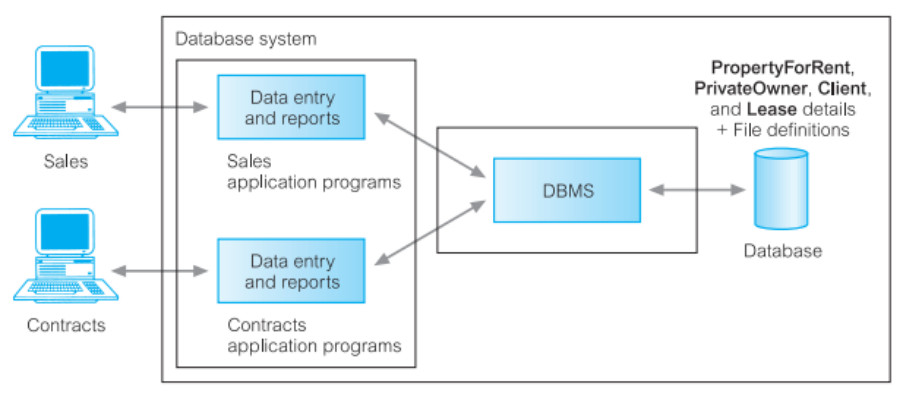 Database system
PropertyForRent,
PrivateOwner, Client,
and Lease details
+ File definitions
Data entry
and reports
Sales
Sales
application programs
DBMS
Database
Data entry
and reports
Contracts
Contracts
application programs